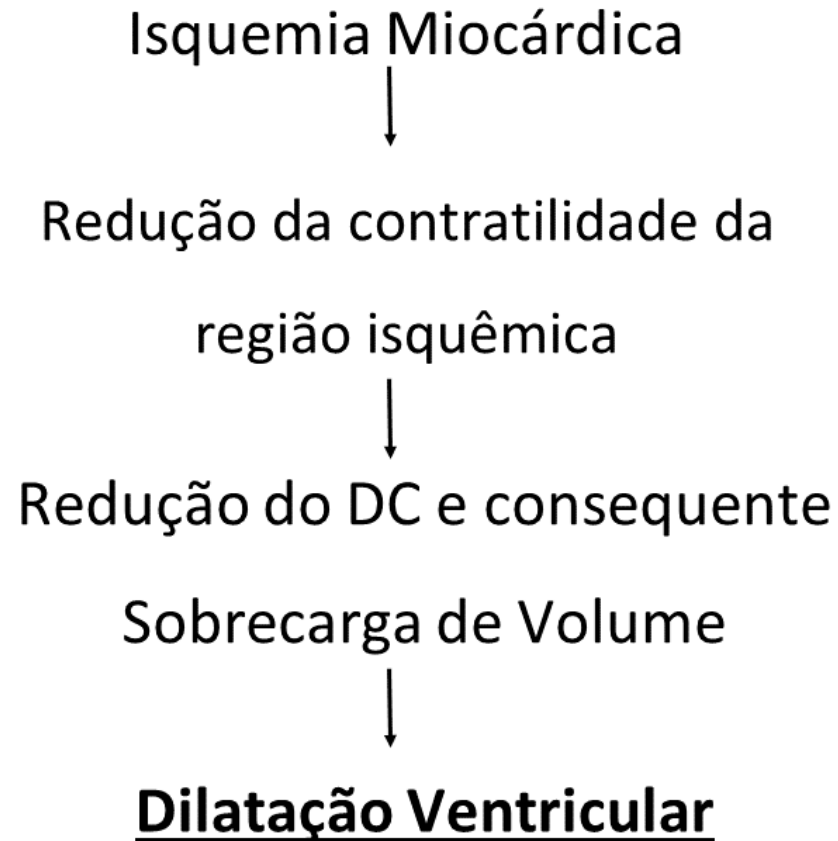 Isquemia Miocárdica
Redução da contratilidade da
região isquêmica
Redução do DC e consequente
Sobrecarga de Volume
Dilatação Ventricular